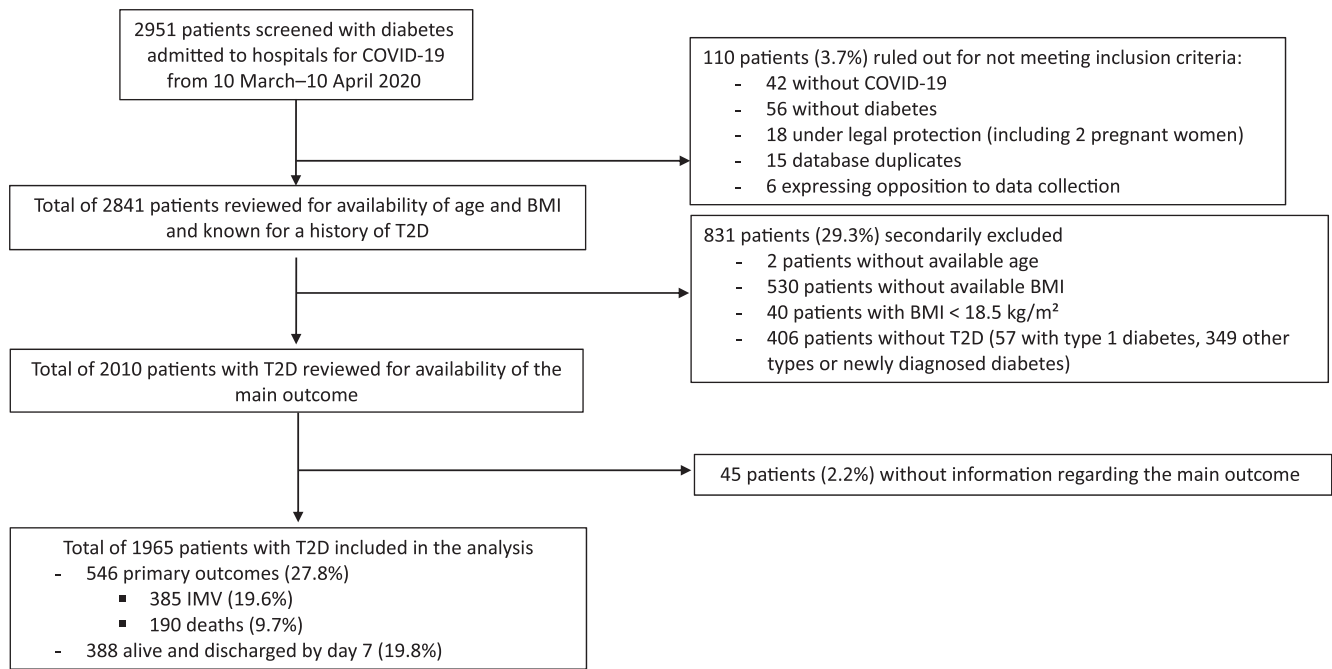 2951 patients screened with diabetes
admitted to hospitals for COVID-19
from 10 March–10 April 2020
110 patients (3.7%) ruled out for not meeting inclusion criteria:
- 42 without COVID-19
- 56 without diabetes
- 18 under legal protection (including 2 pregnant women)
- 15 database duplicates
- 6 expressing opposition to data collection
Total of 2841 patients reviewed for availability of age and BMI
and known for a history of T2D
831 patients (29.3%) secondarily excluded
- 2 patients without available age
- 530 patients without available BMI
- 40 patients with BMI < 18.5 kg/m²
- 406 patients without T2D (57 with type 1 diabetes, 349 other
types or newly diagnosed diabetes)
Total of 2010 patients with T2D reviewed for availability of the
main outcome
45 patients (2.2%) without information regarding the main outcome
Total of 1965 patients with T2D included in the analysis
- 546 primary outcomes (27.8%)
▪ 385 IMV (19.6%)
▪ 190 deaths (9.7%)
- 388 alive and discharged by day 7 (19.8%)